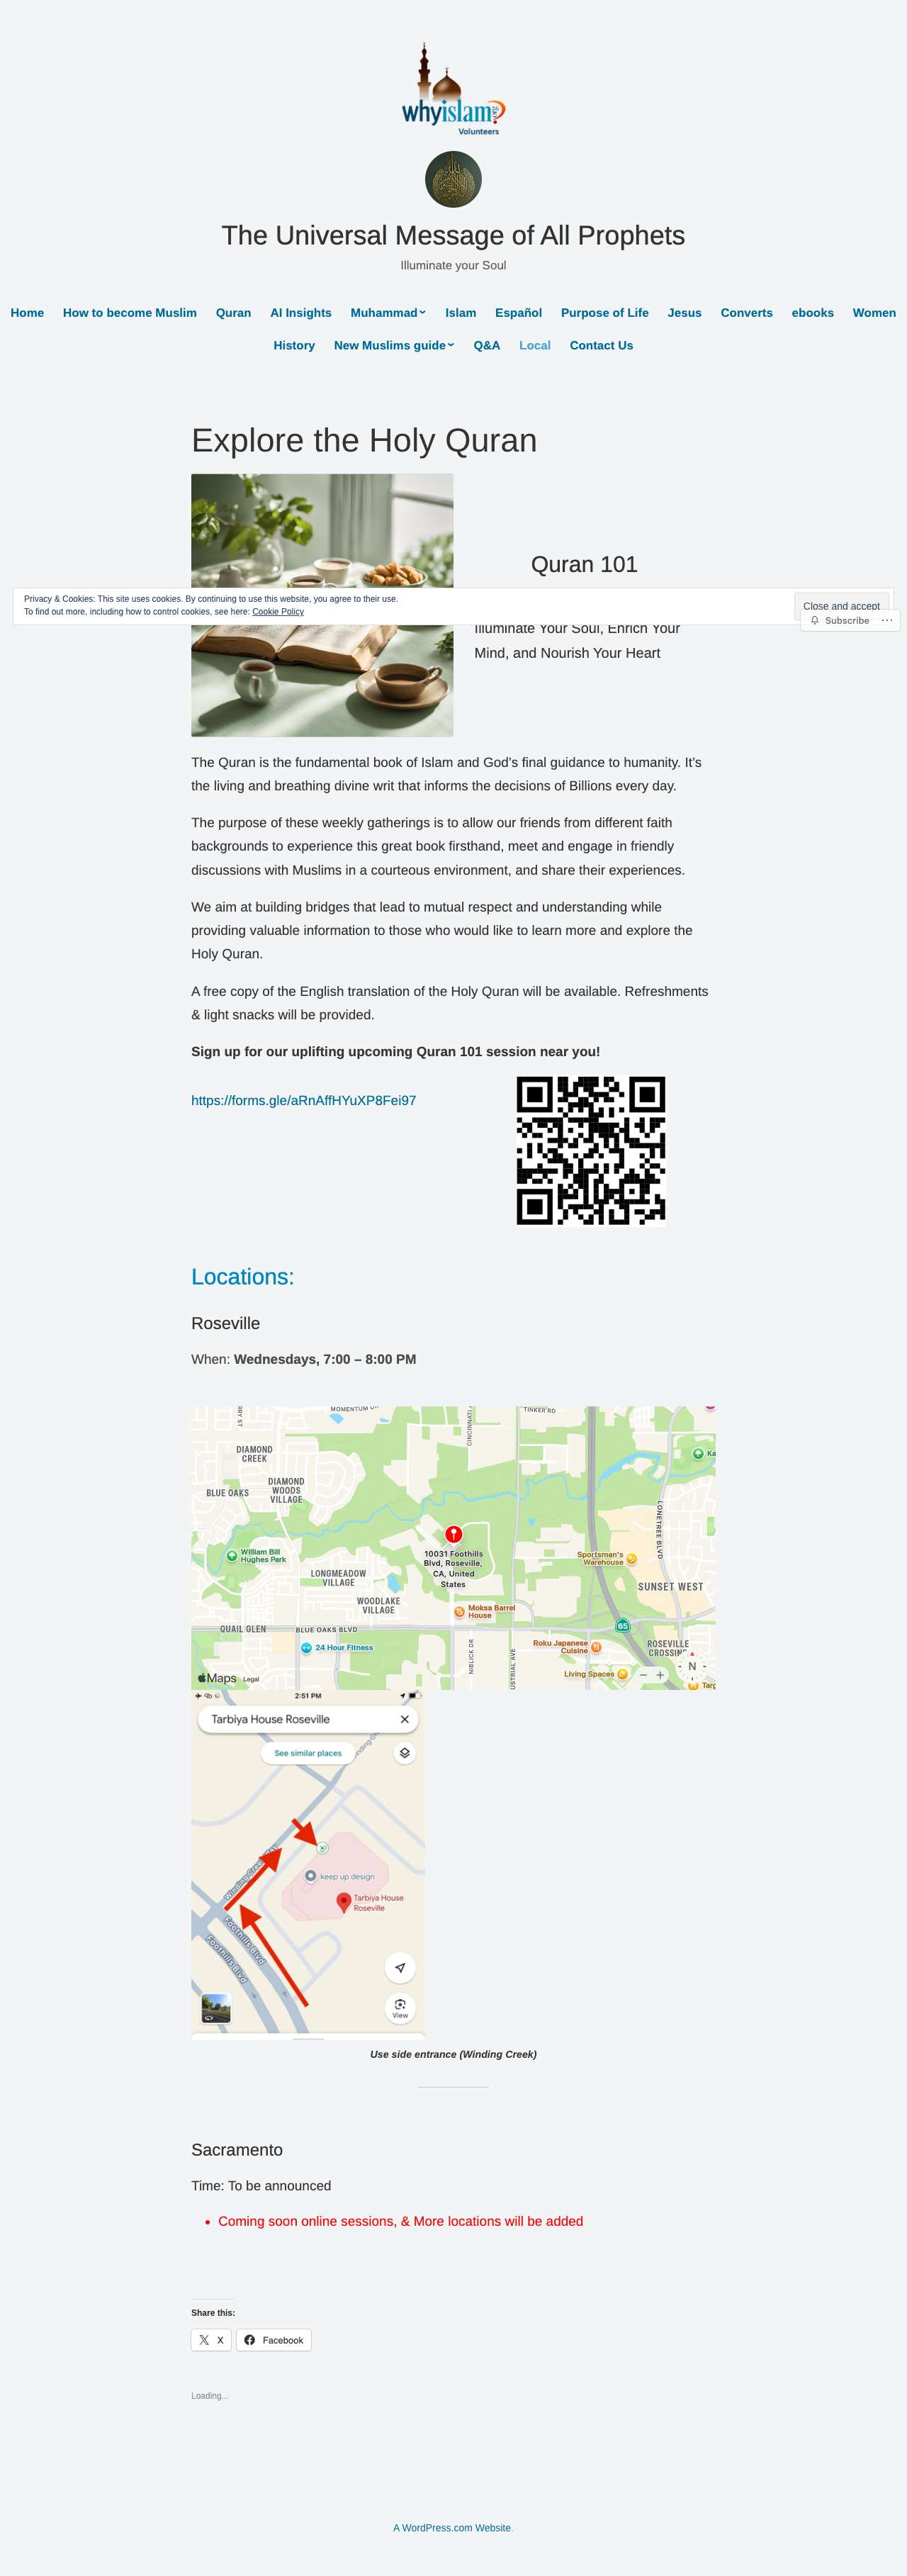 whyislam?
Volunteers
The Universal Message of All Prophets
Illuminate your Soul
Home How to become Muslim Quran AI Insights Muhammad Islam Español Purpose of Life Jesus Converts ebooks Women
History New Muslims guide Q&A Local Contact Us
Explore the Holy Quran
Quran 101
Privacy & Cookies: This site uses cookies. By continuing to use this website, you agree to their use.
To find out more, including how to control cookies, see here: Cookie Policy
Close and accept
Subscribe
Illuminate Your Soul, Enrich Your
Mind, and Nourish Your Heart
The Quran is the fundamental book of Islam and God’s final guidance to humanity. It’s
the living and breathing divine writ that informs the decisions of Billions every day.
The purpose of these weekly gatherings is to allow our friends from different faith
backgrounds to experience this great book firsthand, meet and engage in friendly
discussions with Muslims in a courteous environment, and share their experiences.
We aim at building bridges that lead to mutual respect and understanding while
providing valuable information to those who would like to learn more and explore the
Holy Quran.
A free copy of the English translation of the Holy Quran will be available. Refreshments
& light snacks will be provided.
Sign up for our uplifting upcoming Quran 101 session near you!
https://forms.gle/aRnAffHYuXP8Fei97
Locations:
Roseville
When: Wednesdays, 7:00 – 8:00 PM
TINKER RD
DIAMOND
CREEK
BLUE OAKS
DIAMOND
WOODS
VILLAGE
LONETREE BLVD
William Bill
Hughes Park
10031 Foothills
Blvd, Roseville,
CA, United
States
Sportsman's
Warehouse
LONGMEADOW
VILLAGE
SUNSET WEST
WOODLAKE
VILLAGE
Moksa Barrel
House
65
QUAIL GLEN
BLUE OAKS BLVD
24 Hour Fitness
NIBLICK DR
Roku Japanese
Cuisine
ROSEVILLE
Living Spaces
N
Maps Legal
2:51 PM
Tarbiya House Roseville
See similar places
keep up design
Tarbiya House
Roseville
Foothills Blvd
Foothills Blvd
View
Use side entrance (Winding Creek)
Sacramento
Time: To be announced
• Coming soon online sessions, & More locations will be added
Share this:
X Facebook
Loading...
A WordPress.com Website.